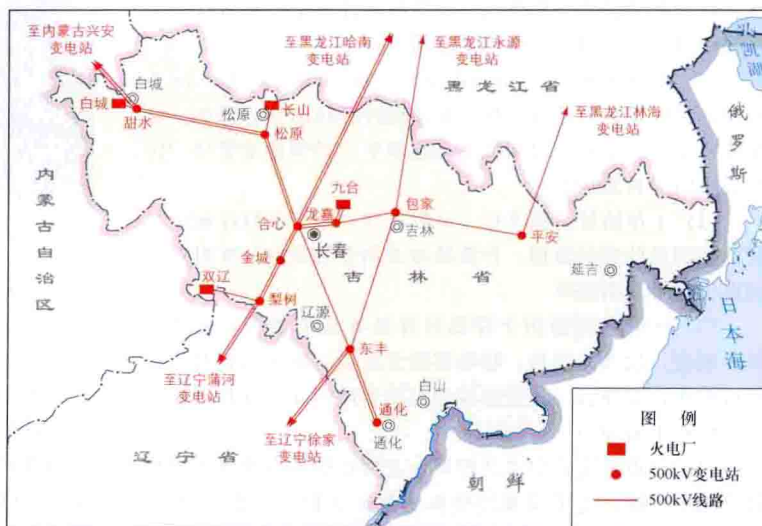 至内蒙古兴安
变电站
至黑龙江哈南
变电站
至黑龙江永源
变电站
黑龙江省
至黑龙江林海
变电站
俄罗斯
白城
白城
甜水
松原
长山
松原
内蒙古自治区
九台
包家
合心
龙嘉
长春
吉林
平安
金城
吉林省
延吉
双辽
梨树
辽源
日本海
东丰
至辽宁蒲河
变电站
白山
通化
通化
至辽宁徐家
变电站
辽宁省
朝鲜
图例
火电厂
500kV变电站
500kV线路